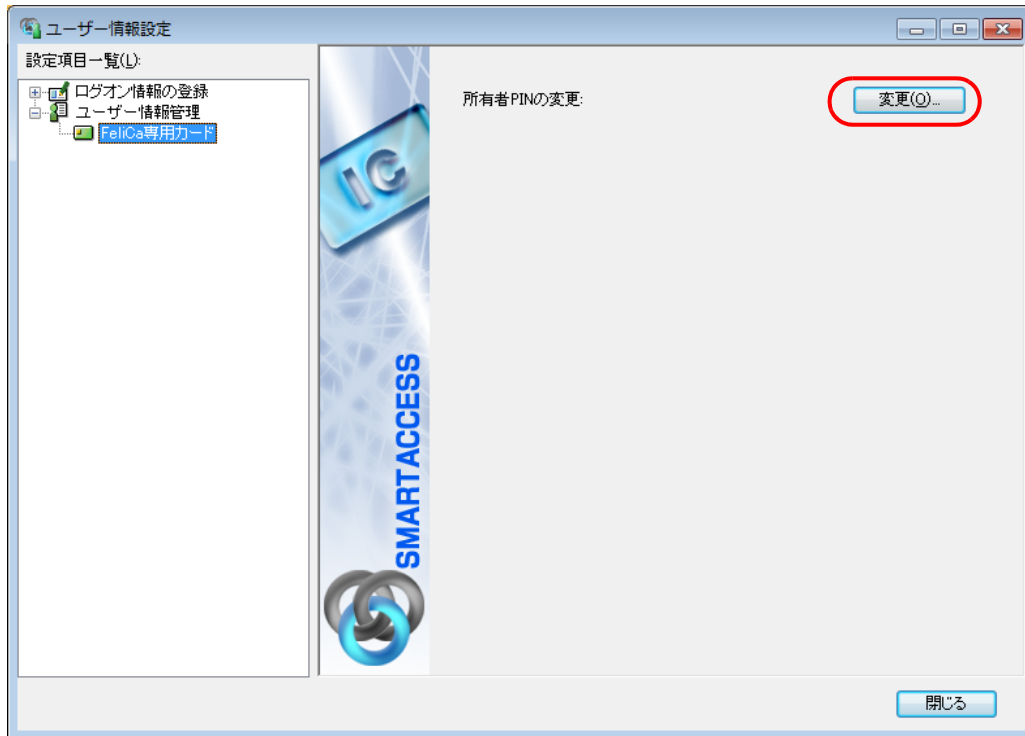 ユーザー情報設定
設定項目一覧(L):
ログオン情報の登録
ユーザー情報管理
FeliCa専用カード
IC
SMARTACCESS
所有者PINの変更:
変更(O)...
閉じる